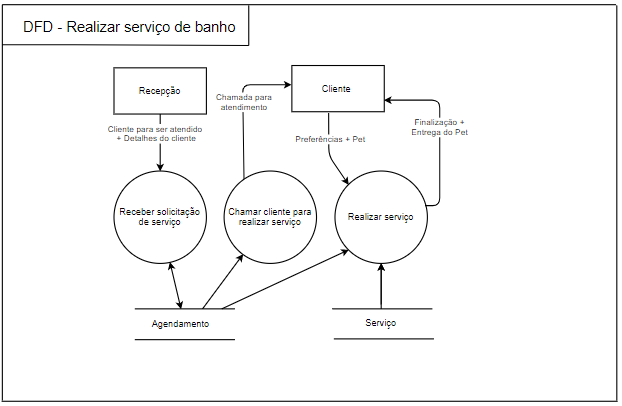 DFD - Realizar serviço de banho
Recepção
Cliente
Chamada para
atendimento
Cliente para ser atendido
+ Detalhes do cliente
Preferências + Pet
Finalização +
Entrega do Pet
Receber solicitação
de serviço
Chamar cliente para
realizar serviço
Realizar serviço
Agendamento
Serviço